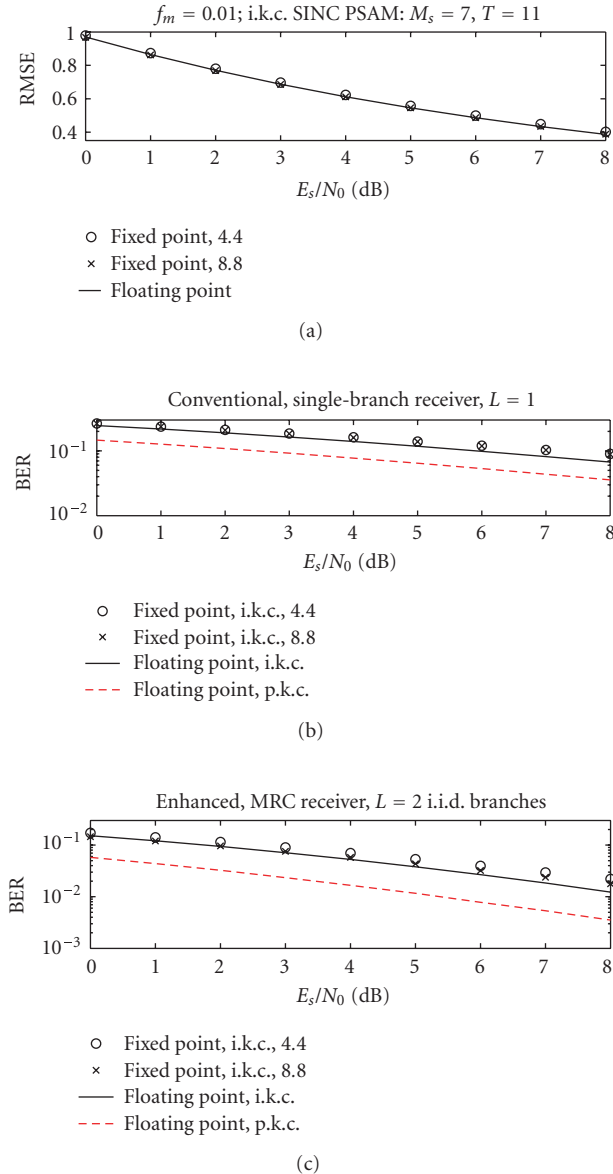 f_m = 0.01; i.k.c. SINC PSAM: M_s = 7, T = 11
1
0.8
0.6
0.4
RMSE
0 1 2 3 4 5 6 7 8
E_s/N_0 (dB)
Fixed point, 4.4
Fixed point, 8.8
Floating point
(a)
Conventional, single-branch receiver, L = 1
10^−1
10^−2
BER
0 1 2 3 4 5 6 7 8
E_s/N_0 (dB)
Fixed point, i.k.c., 4.4
Fixed point, i.k.c., 8.8
Floating point, i.k.c.
Floating point, p.k.c.
(b)
Enhanced, MRC receiver, L = 2 i.i.d. branches
10^−1
10^−2
10^−3
BER
0 1 2 3 4 5 6 7 8
E_s/N_0 (dB)
Fixed point, i.k.c., 4.4
Fixed point, i.k.c., 8.8
Floating point, i.k.c.
Floating point, p.k.c.
(c)